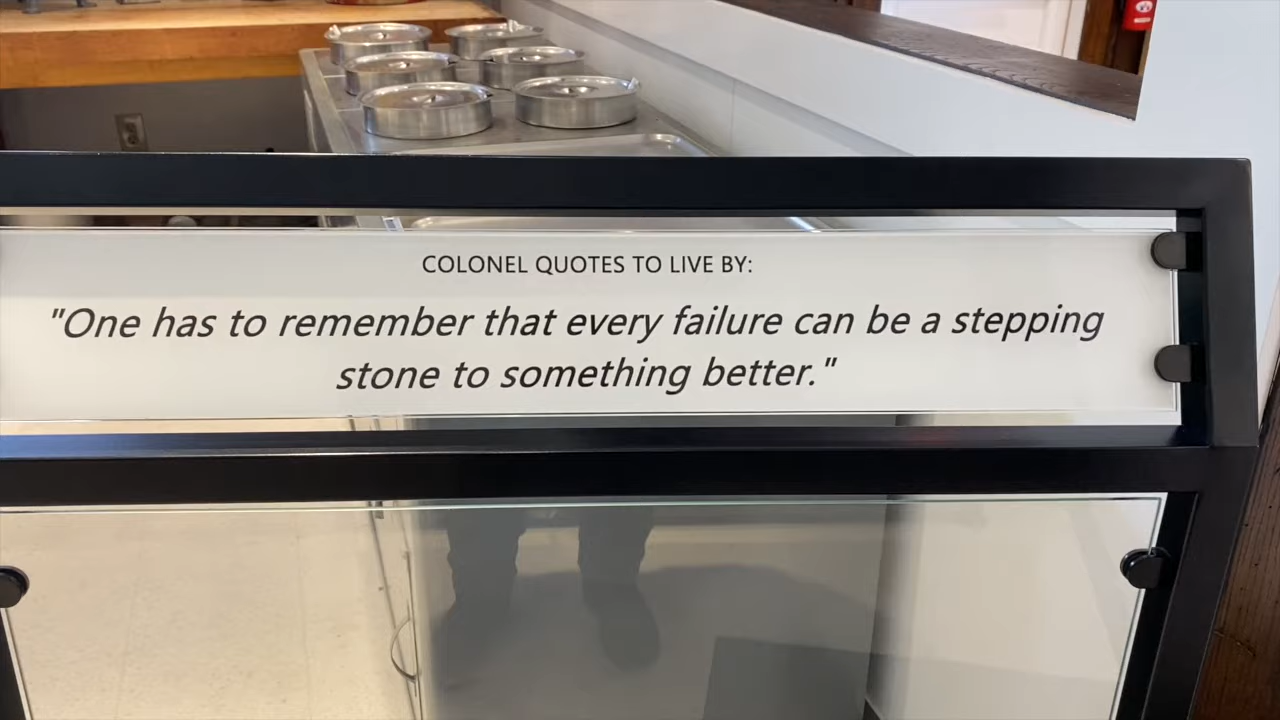 COLONEL QUOTES TO LIVE BY:
"One has to remember that every failure can be a stepping
stone to something better."